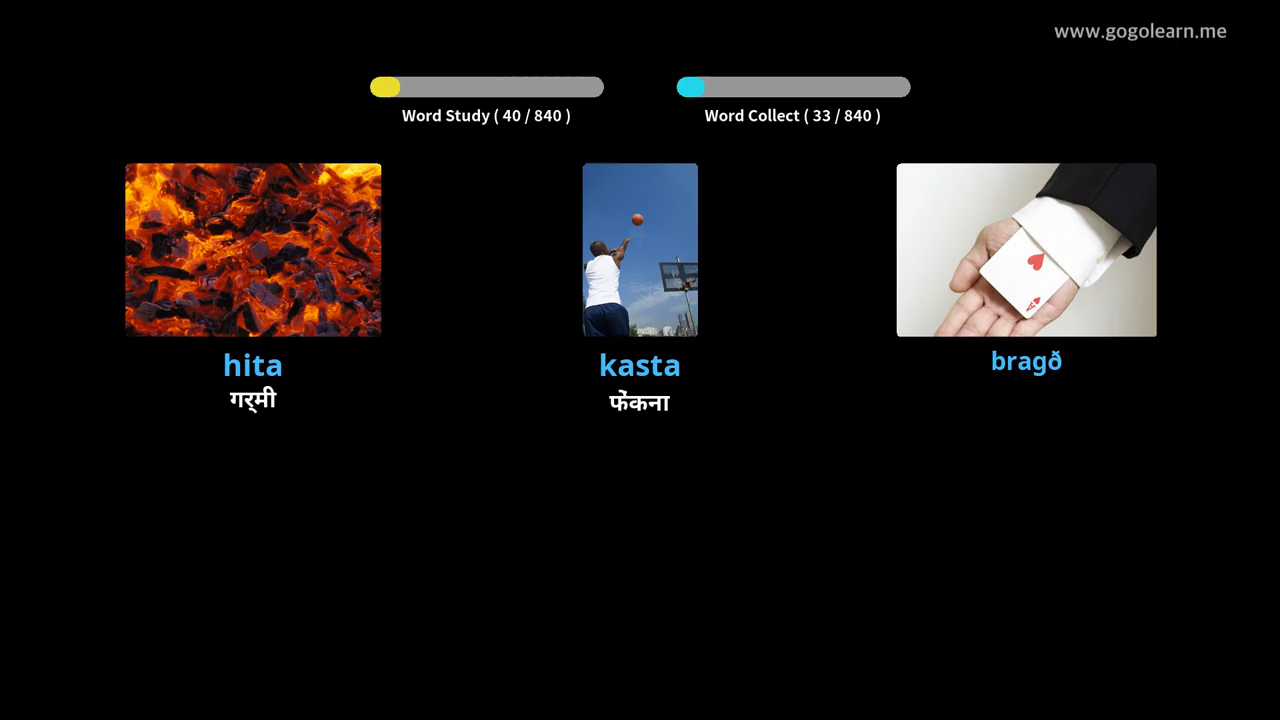 www.gogolearn.me
Word Study ( 40 / 840 )
Word Collect ( 33 / 840 )
hita
गर्‍मी
kasta
फेंकना
bragð